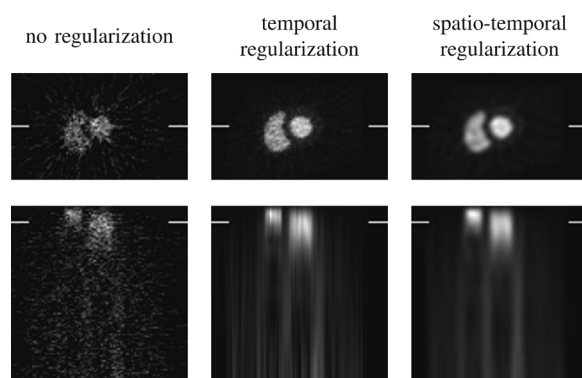 no regularization
temporal
regularization
spatio-temporal
regularization